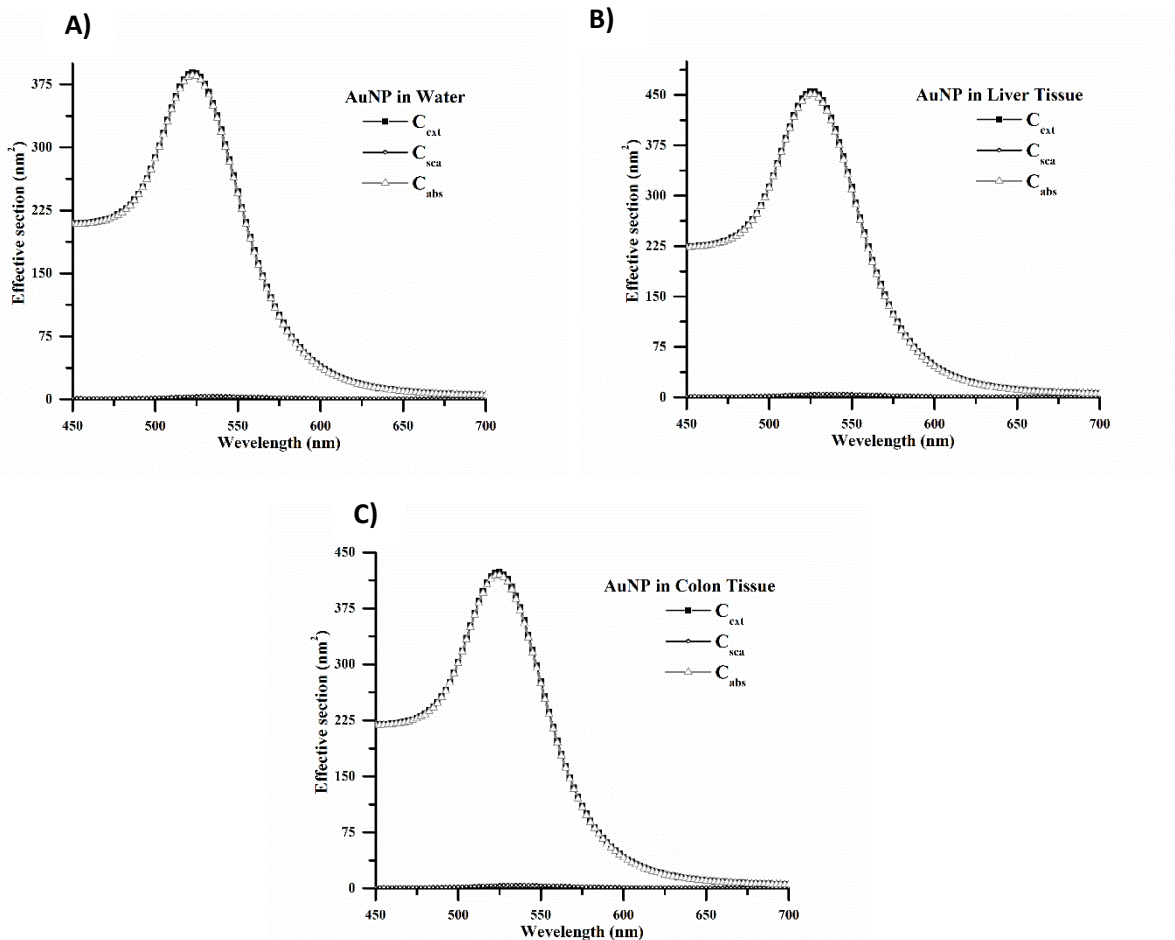 A)
AuNP in Water
C_ext
C_sca
C_abs
Effective section (nm²)
375
300
225
150
75
0
450 500 550 600 650 700
Wevelength (nm)
B)
AuNP in Liver Tissue
C_ext
C_sca
C_abs
Effective section (nm²)
450
375
300
225
150
75
0
450 500 550 600 650 700
Wevelength (nm)
C)
AuNP in Colon Tissue
C_ext
C_sca
C_abs
Effective section (nm²)
450
375
300
225
150
75
0
450 500 550 600 650 700
Wevelength (nm)